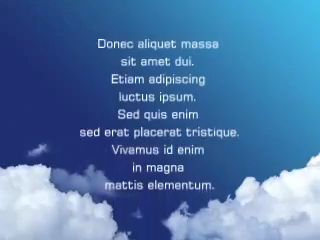 Donec aliquet massa
sit amet dui.
Etiam adipiscing
luctus ipsum.
Sed quis enim
sed erat placerat tristique.
Vivamus id enim
in magna
mattis elementum.